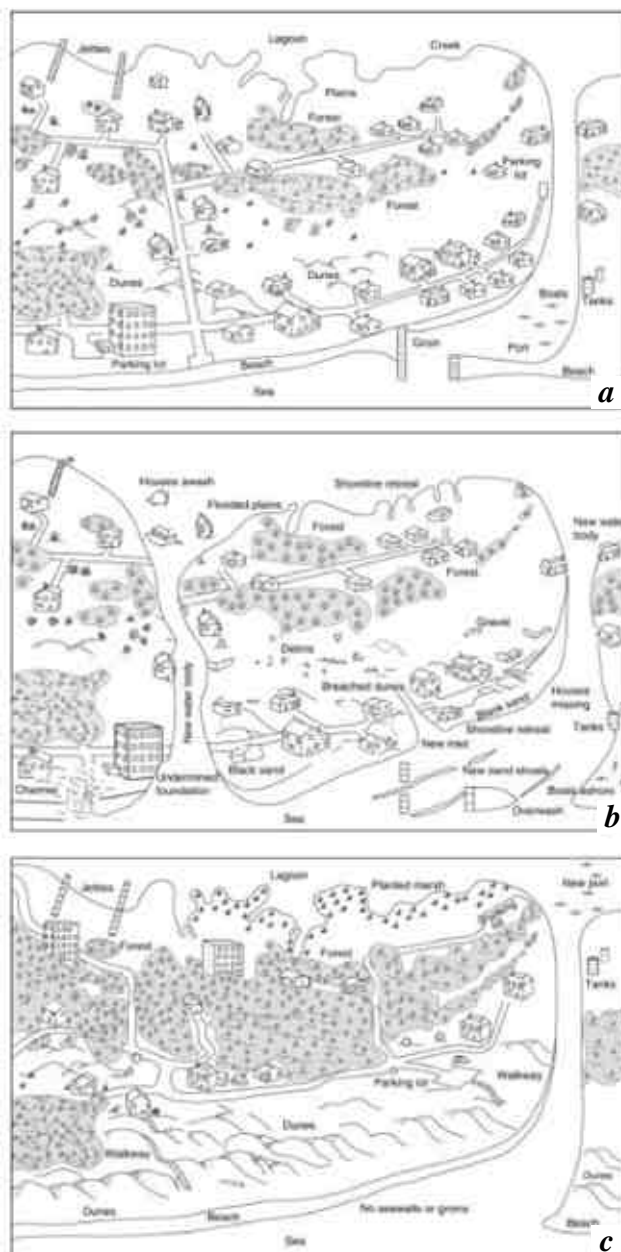 Lagoon
Creek
Jetties
Plains
Forest
Parking lot
Forest
Dunes
Dunes
Boats
Tanks
Groin
Port
Parking lot
Beach
Beach
Sea
a
Houses awash
Shoreline retreat
Flooded plains
New water body
Forest
Forest
Gravel
Debris
Breached dunes
New water body
Black sand
Houses missing
Shoreline retreat
Tanks
New inlet
Black sand
Channel
Undermined foundation
New sand shoals
Boats ashore
Overwash
Sea
b
Lagoon
Planted marsh
New port
Jetties
Forest
Forest
Tanks
Parking lot
Walkway
Dunes
Walkway
Dunes
Dunes
Beach
No seawalls or groins
Beach
Sea
c